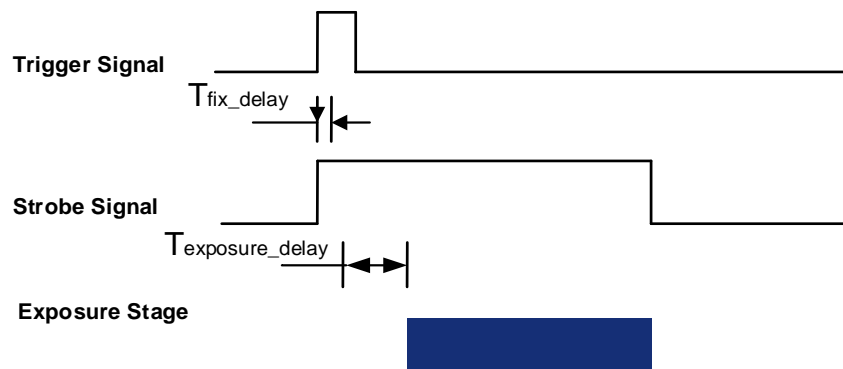 Trigger Signal
Tfix_delay
Strobe Signal
Texposure_delay
Exposure Stage